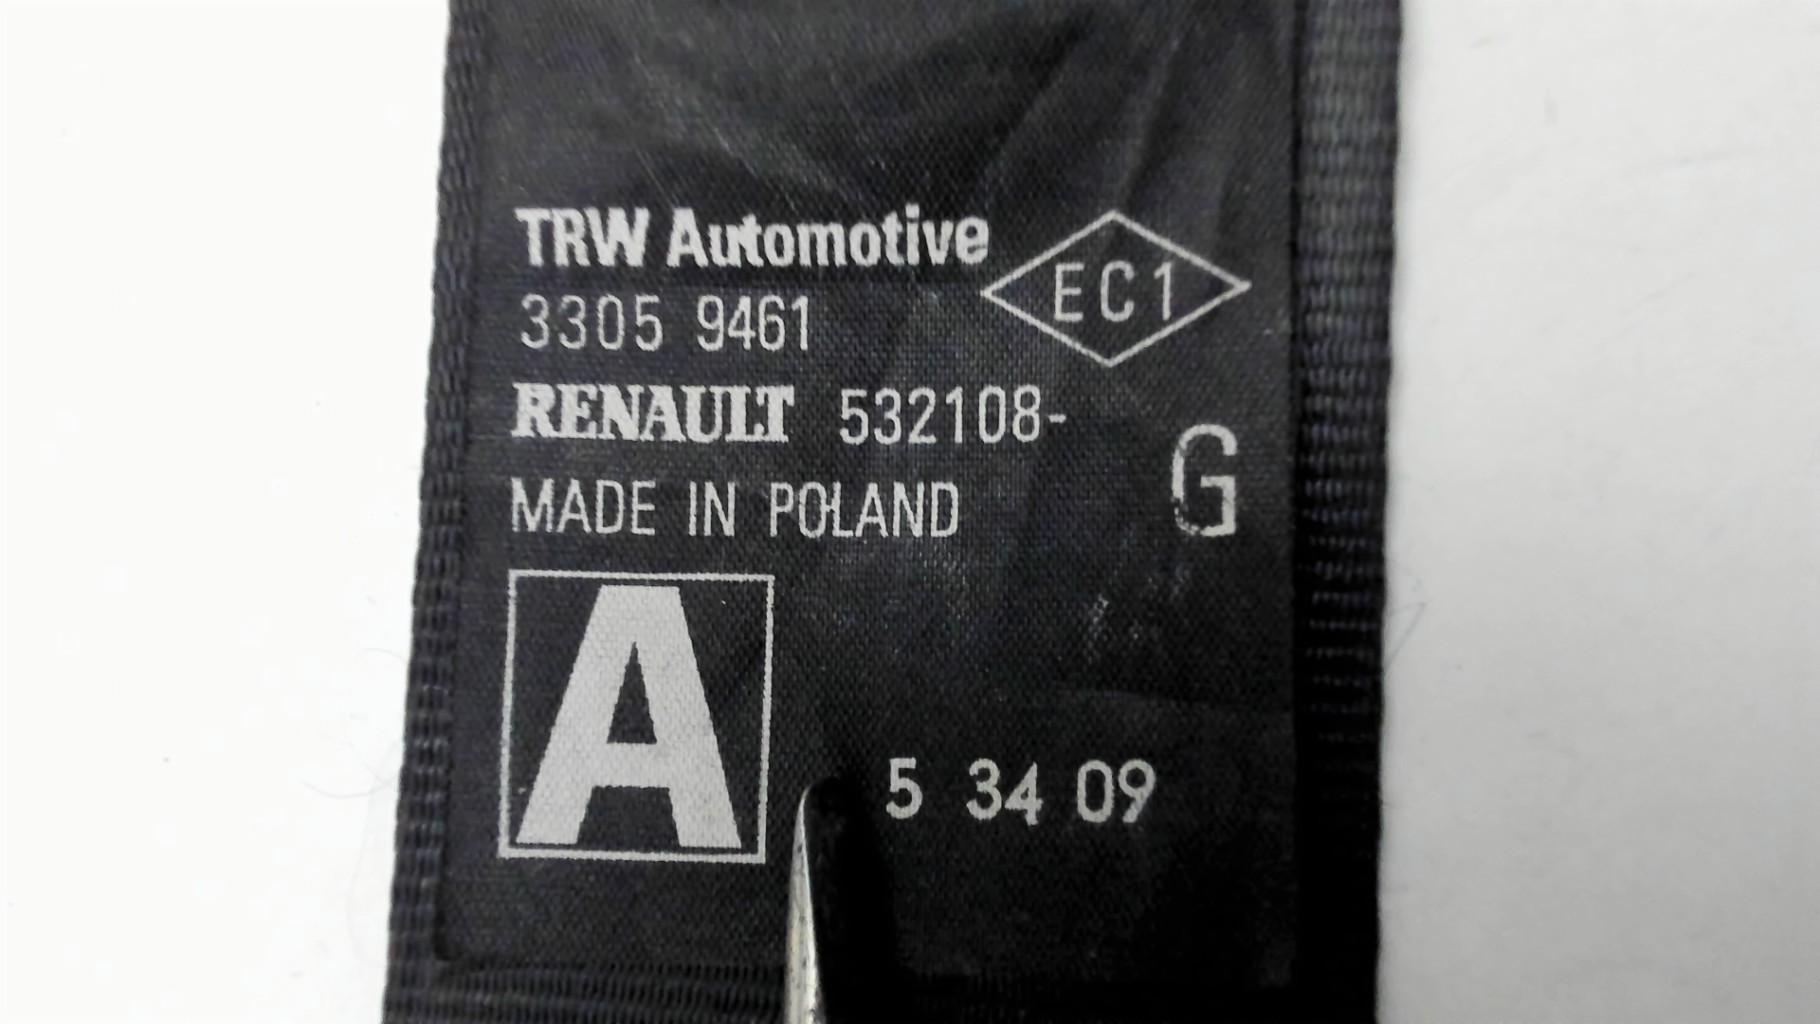 TRW Automotive
EC1
3305 9461
RENAULT 532108-
G
MADE IN POLAND
A
5 34 09